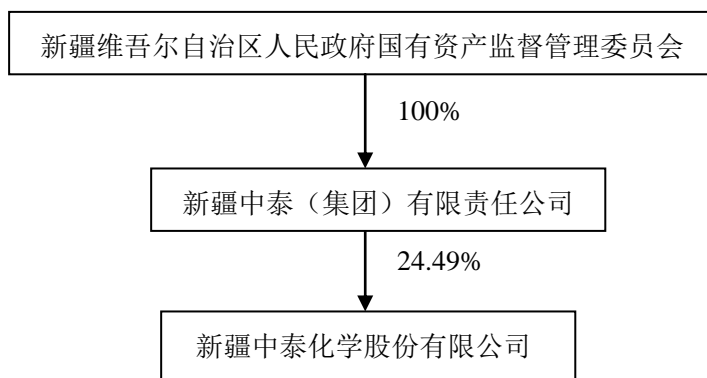 新疆维吾尔自治区人民政府国有资产监督管理委员会
100%
新疆中泰（集团）有限责任公司
24.49%
新疆中泰化学股份有限公司